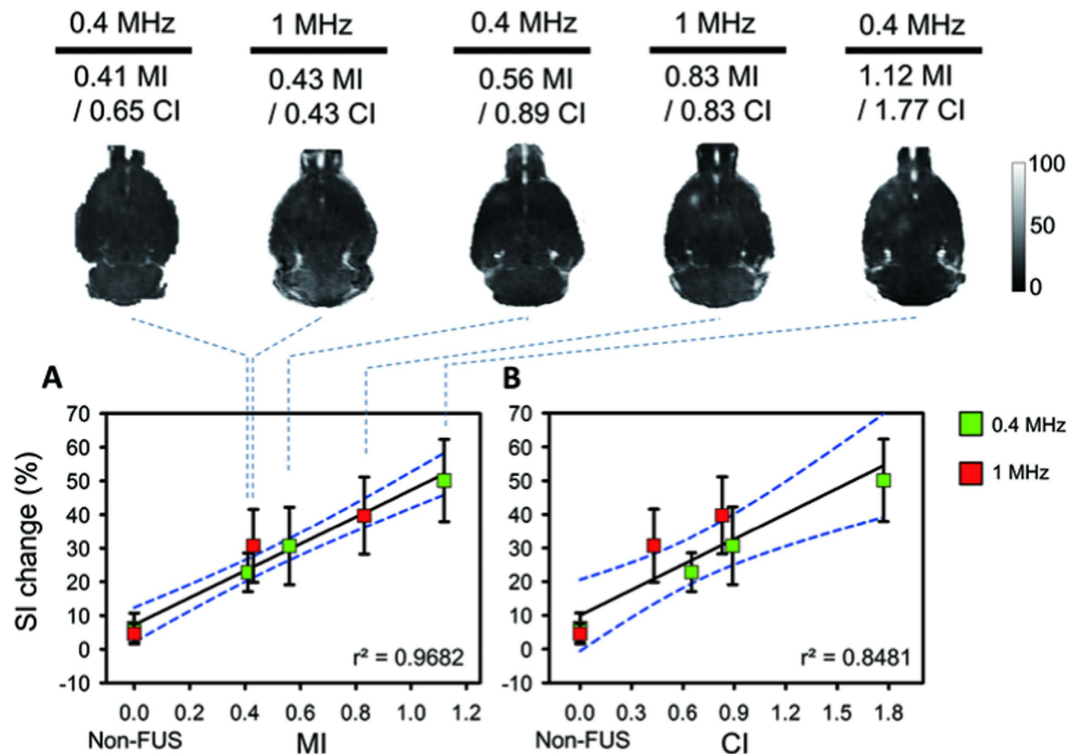 0.4 MHz 1 MHz 0.4 MHz 1 MHz 0.4 MHz
0.41 MI 0.43 MI 0.56 MI 0.83 MI 1.12 MI
/ 0.65 CI / 0.43 CI / 0.89 CI / 0.83 CI / 1.77 CI
100
50
0
A B
70 70
60 60
50 50
40 40
30 30
20 20
10 10
0 0
-10 -10
SI change (%)
r² = 0.9682 r² = 0.8481
0.4 MHz
1 MHz
0.0 0.2 0.4 0.6 0.8 1.0 1.2 0.0 0.3 0.6 0.9 1.2 1.5 1.8
Non-FUS MI Non-FUS CI